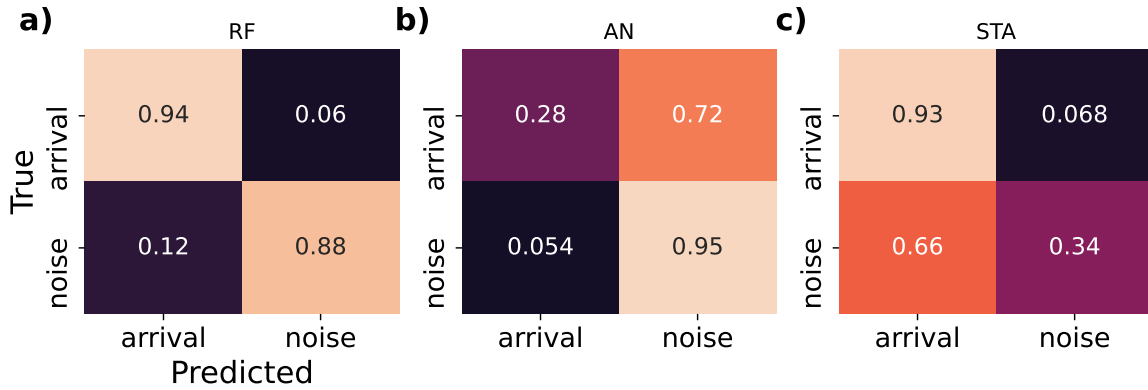 a)
RF
True
arrival
noise
0.94
0.06
0.12
0.88
arrival
noise
Predicted
b)
AN
arrival
noise
0.28
0.72
0.054
0.95
arrival
noise
c)
STA
arrival
noise
0.93
0.068
0.66
0.34
arrival
noise